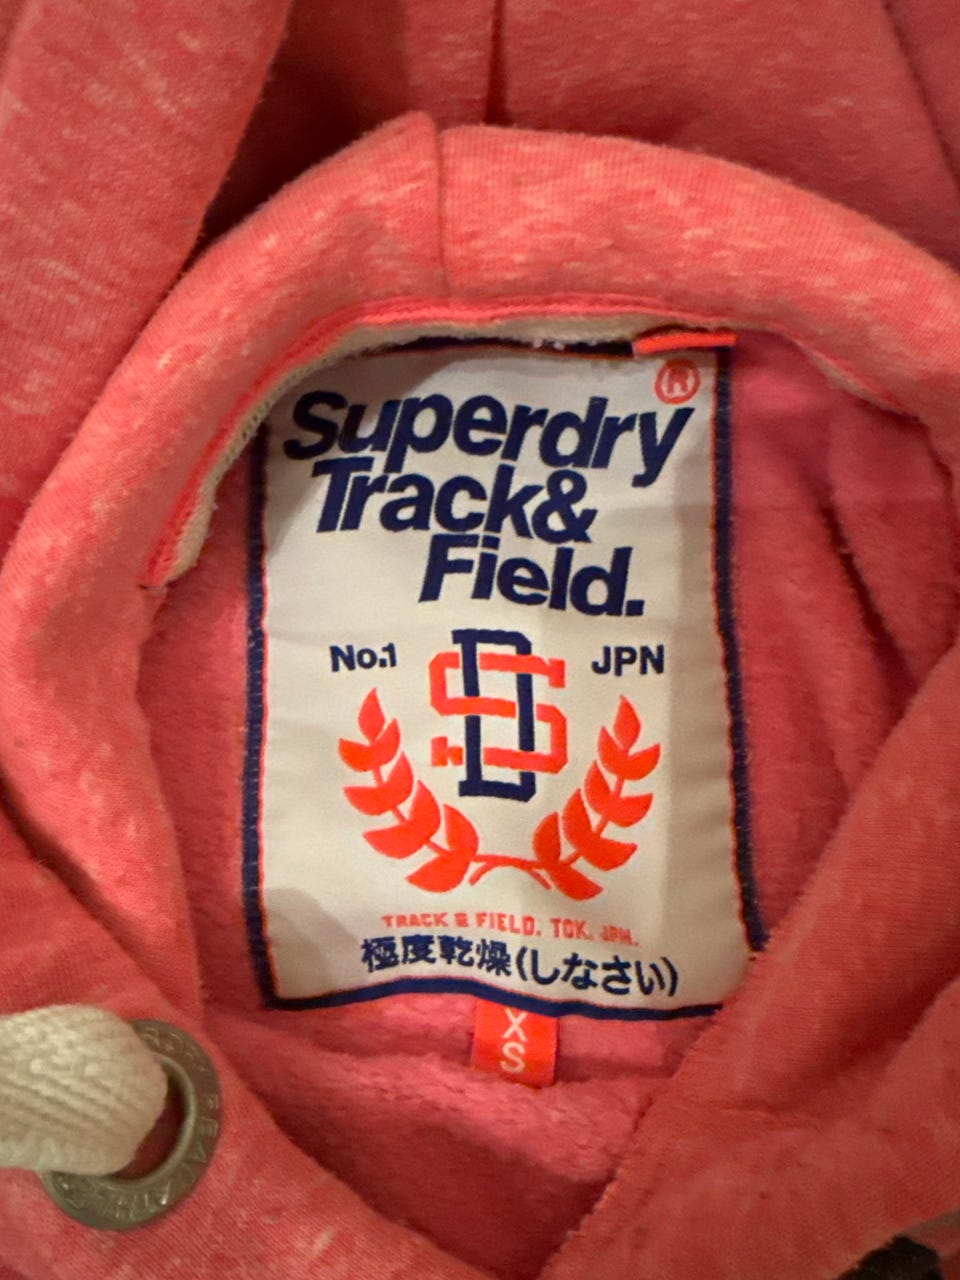 ®
Superdry
Track&
Field.
No.1
JPN
SD
TRACK & FIELD. TOK. JPN.
極度乾燥(しなさい)
XS